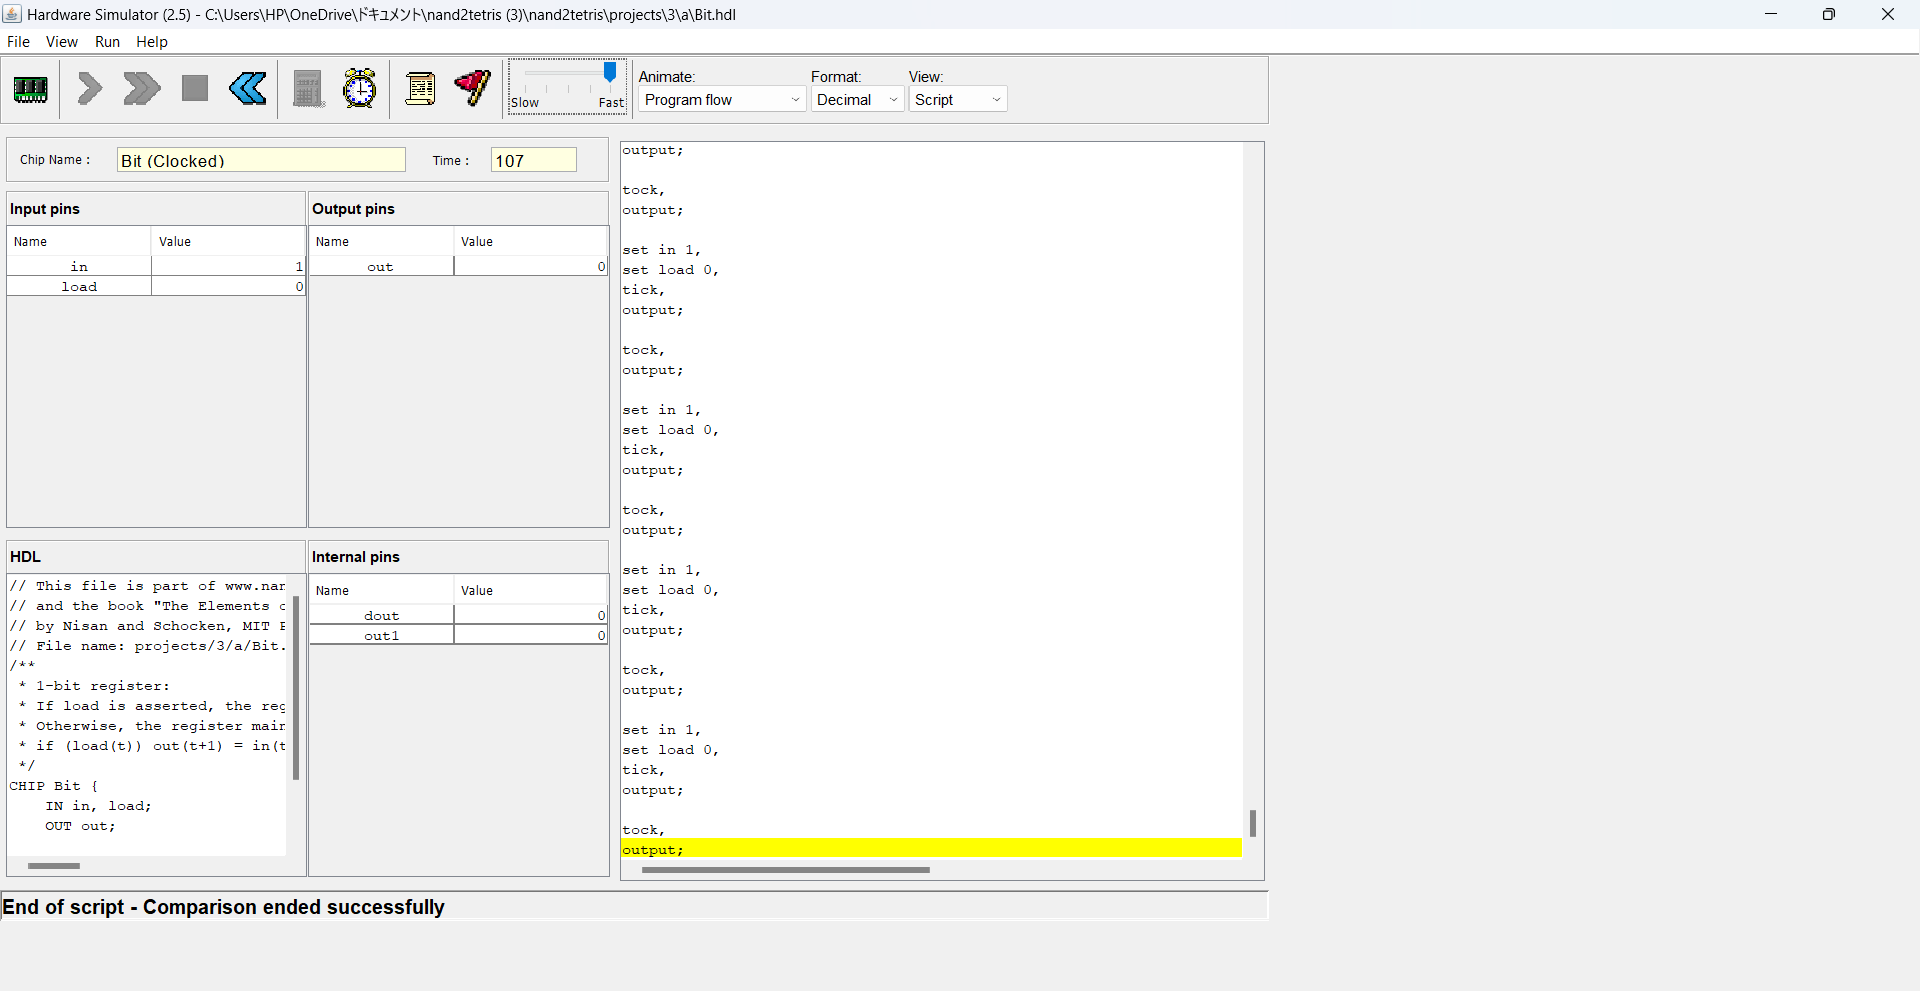 Hardware Simulator (2.5) - C:\Users\HP\OneDrive\ドキュメント\nand2tetris (3)\nand2tetris\projects\3\a\Bit.hdl
File View Run Help
Slow Fast
Animate:
Program flow
Format:
Decimal
View:
Script
Chip Name :
Bit (Clocked)
Time :
107
Input pins
Name Value
in 1
load 0
Output pins
Name Value
out 0
HDL
// This file is part of www.nan
// and the book "The Elements o
// by Nisan and Schocken, MIT P
// File name: projects/3/a/Bit.
/**
* 1-bit register:
* If load is asserted, the reg
* Otherwise, the register main
* if (load(t)) out(t+1) = in(t
*/
CHIP Bit {
IN in, load;
OUT out;
Internal pins
Name Value
dout 0
out1 0
output;
tock,
output;
set in 1,
set load 0,
tick,
output;
tock,
output;
set in 1,
set load 0,
tick,
output;
tock,
output;
set in 1,
set load 0,
tick,
output;
tock,
output;
set in 1,
set load 0,
tick,
output;
tock,
output;
End of script - Comparison ended successfully